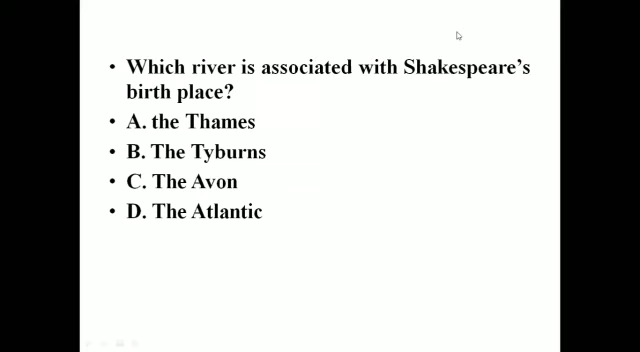 • Which river is associated with Shakespeare's
birth place?
• A. the Thames
• B. The Tyburns
• C. The Avon
• D. The Atlantic